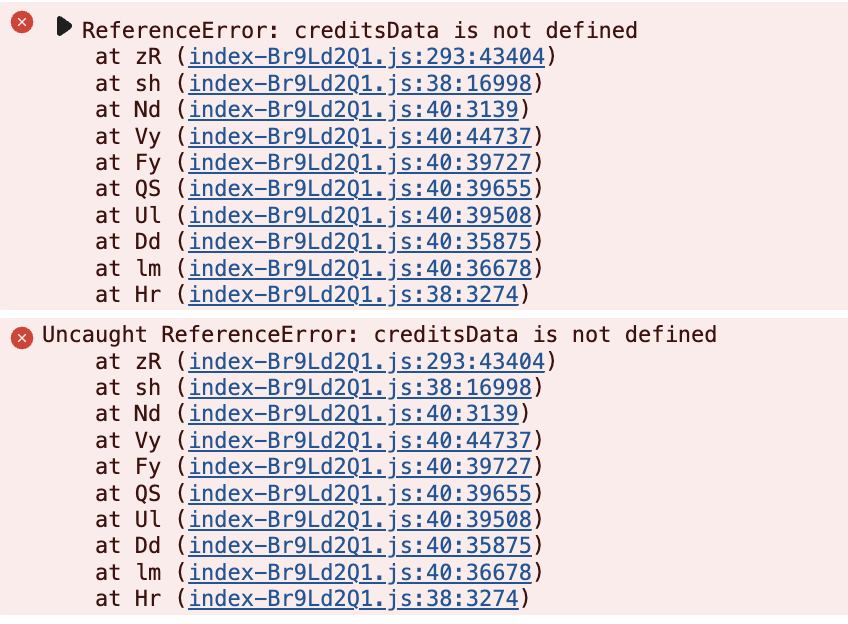 ReferenceError: creditsData is not defined
at zR (index-Br9Ld2Q1.js:293:43404)
at sh (index-Br9Ld2Q1.js:38:16998)
at Nd (index-Br9Ld2Q1.js:40:3139)
at Vy (index-Br9Ld2Q1.js:40:44737)
at Fy (index-Br9Ld2Q1.js:40:39727)
at QS (index-Br9Ld2Q1.js:40:39655)
at Ul (index-Br9Ld2Q1.js:40:39508)
at Dd (index-Br9Ld2Q1.js:40:35875)
at lm (index-Br9Ld2Q1.js:40:36678)
at Hr (index-Br9Ld2Q1.js:38:3274)
Uncaught ReferenceError: creditsData is not defined
at zR (index-Br9Ld2Q1.js:293:43404)
at sh (index-Br9Ld2Q1.js:38:16998)
at Nd (index-Br9Ld2Q1.js:40:3139)
at Vy (index-Br9Ld2Q1.js:40:44737)
at Fy (index-Br9Ld2Q1.js:40:39727)
at QS (index-Br9Ld2Q1.js:40:39655)
at Ul (index-Br9Ld2Q1.js:40:39508)
at Dd (index-Br9Ld2Q1.js:40:35875)
at lm (index-Br9Ld2Q1.js:40:36678)
at Hr (index-Br9Ld2Q1.js:38:3274)